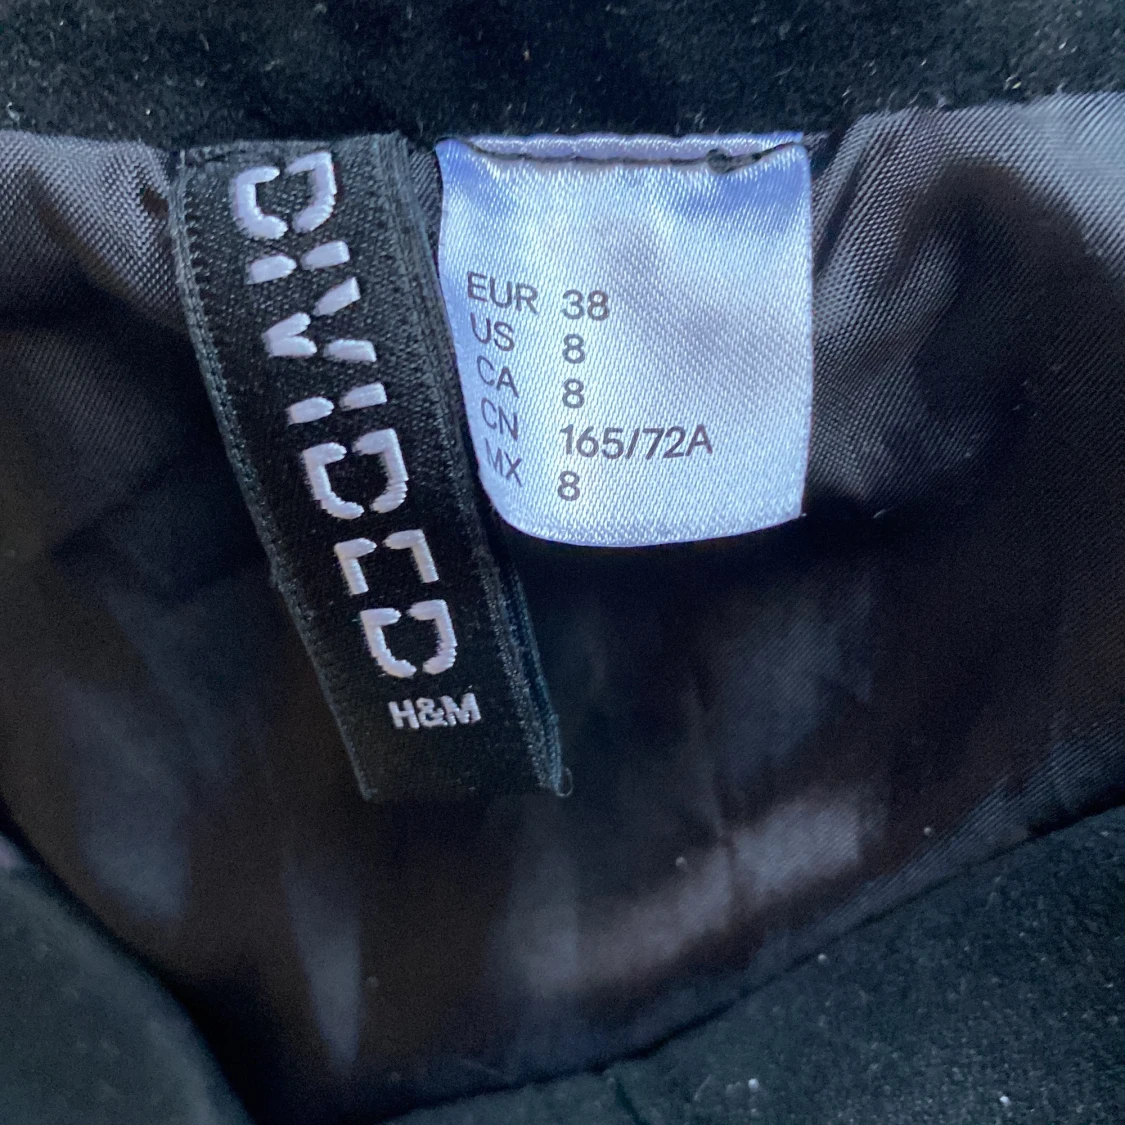 DIVIDED
H&M
EUR 38
US 8
CA 8
CN 165/72A
MX 8